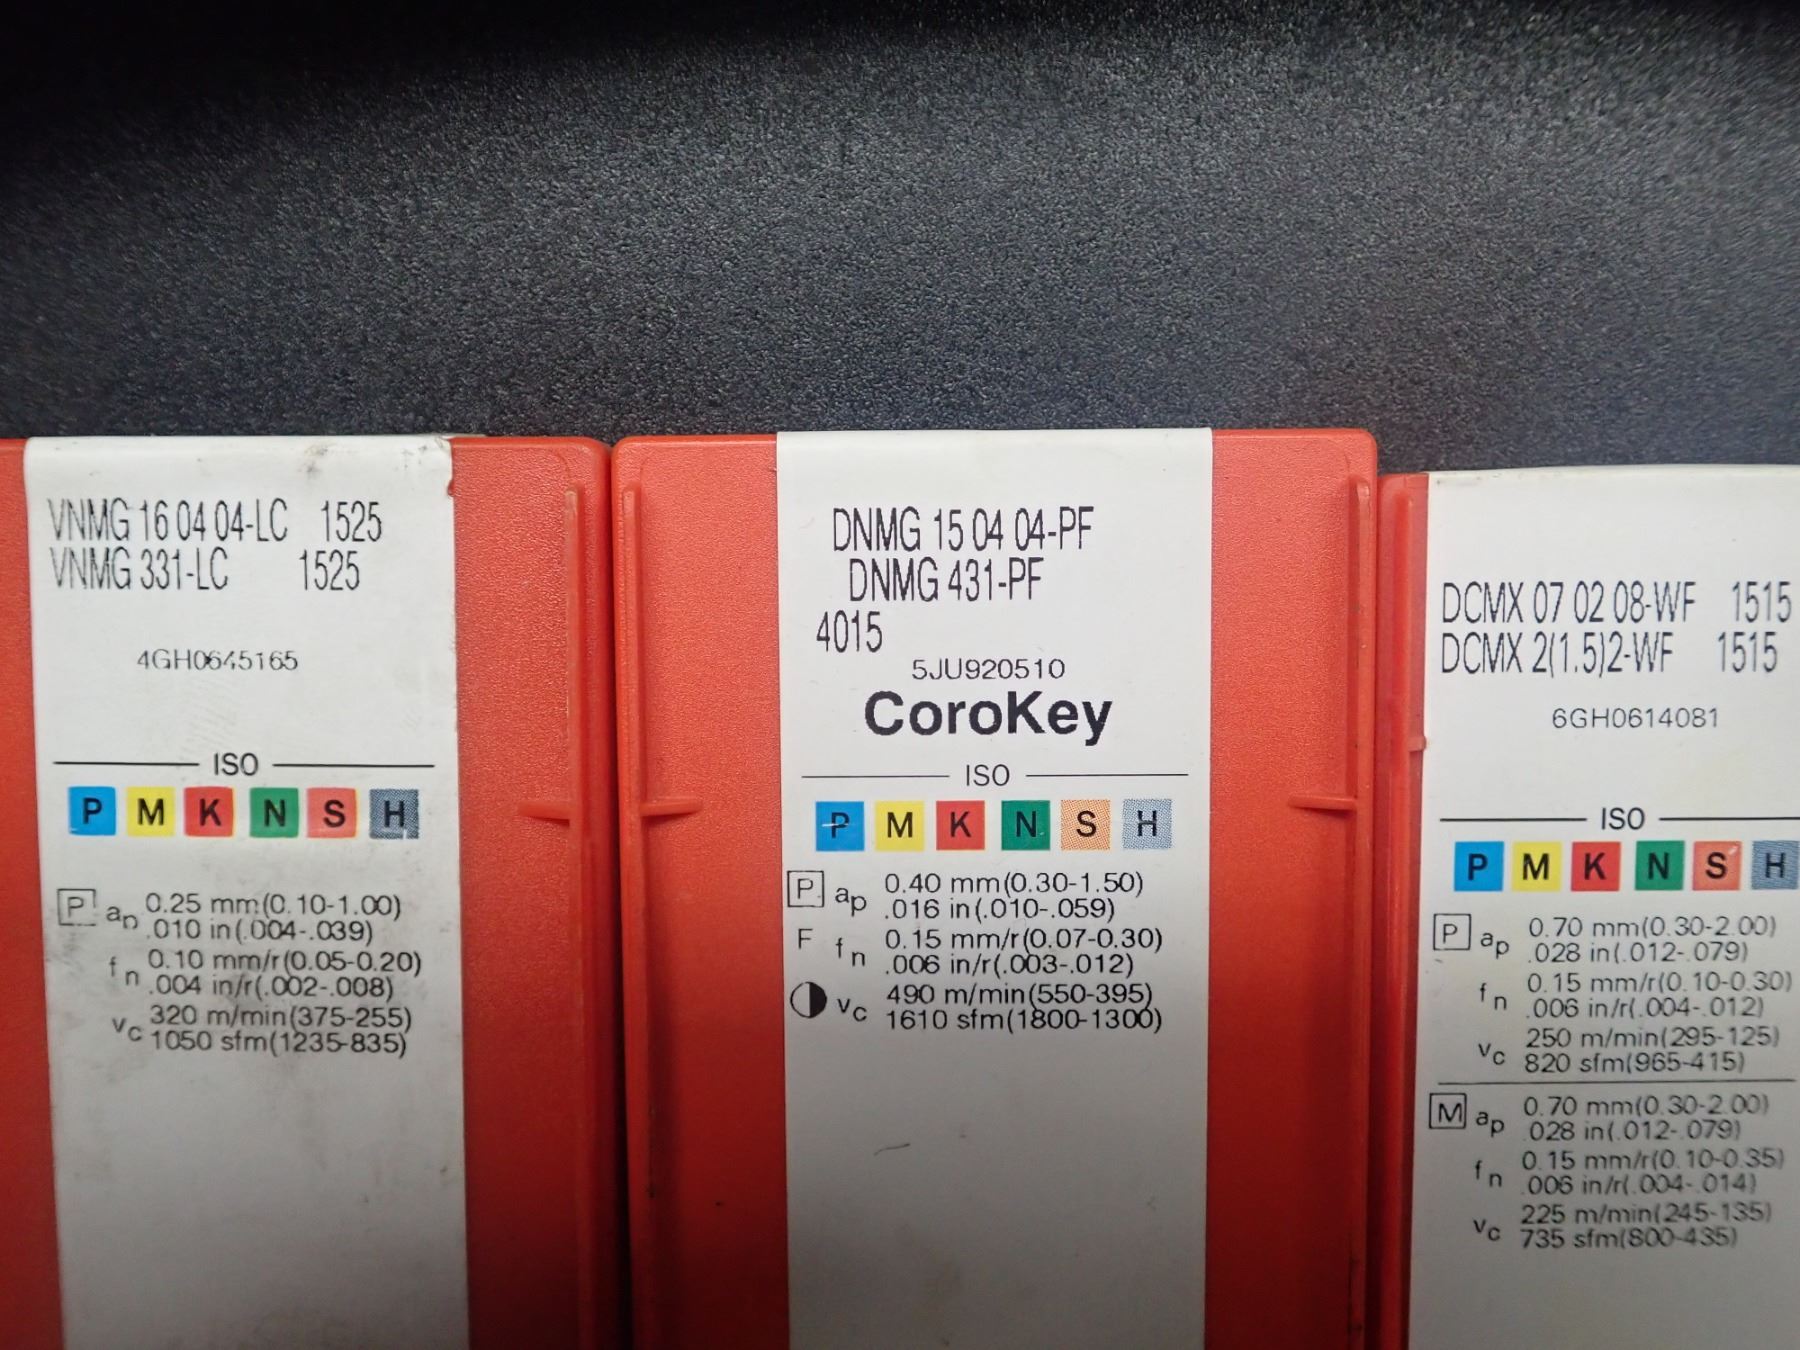 VNMG 16 04 04-LC 1525
VNMG 331-LC 1525
4GH0645165
ISO
P M K N S H
P ap 0.25 mm(0.10-1.00)
.010 in(.004-.039)
fn 0.10 mm/r(0.05-0.20)
.004 in/r(.002-.008)
vc 320 m/min(375-255)
1050 sfm(1235-835)
DNMG 15 04 04-PF
DNMG 431-PF
4015
5JU920510
CoroKey
ISO
P M K N S H
P ap 0.40 mm(0.30-1.50)
.016 in(.010-.059)
F fn 0.15 mm/r(0.07-0.30)
.006 in/r(.003-.012)
vc 490 m/min(550-395)
1610 sfm(1800-1300)
DCMX 07 02 08-WF 1515
DCMX 2(1.5)2-WF 1515
6GH0614081
ISO
P M K N S H
P ap 0.70 mm(0.30-2.00)
.028 in(.012-.079)
fn 0.15 mm/r(0.10-0.30)
.006 in/r(.004-.012)
vc 250 m/min(295-125)
820 sfm(965-415)
M ap 0.70 mm(0.30-2.00)
.028 in(.012-.079)
fn 0.15 mm/r(0.10-0.35)
.006 in/r(.004-.014)
vc 225 m/min(245-135)
735 sfm(800-435)